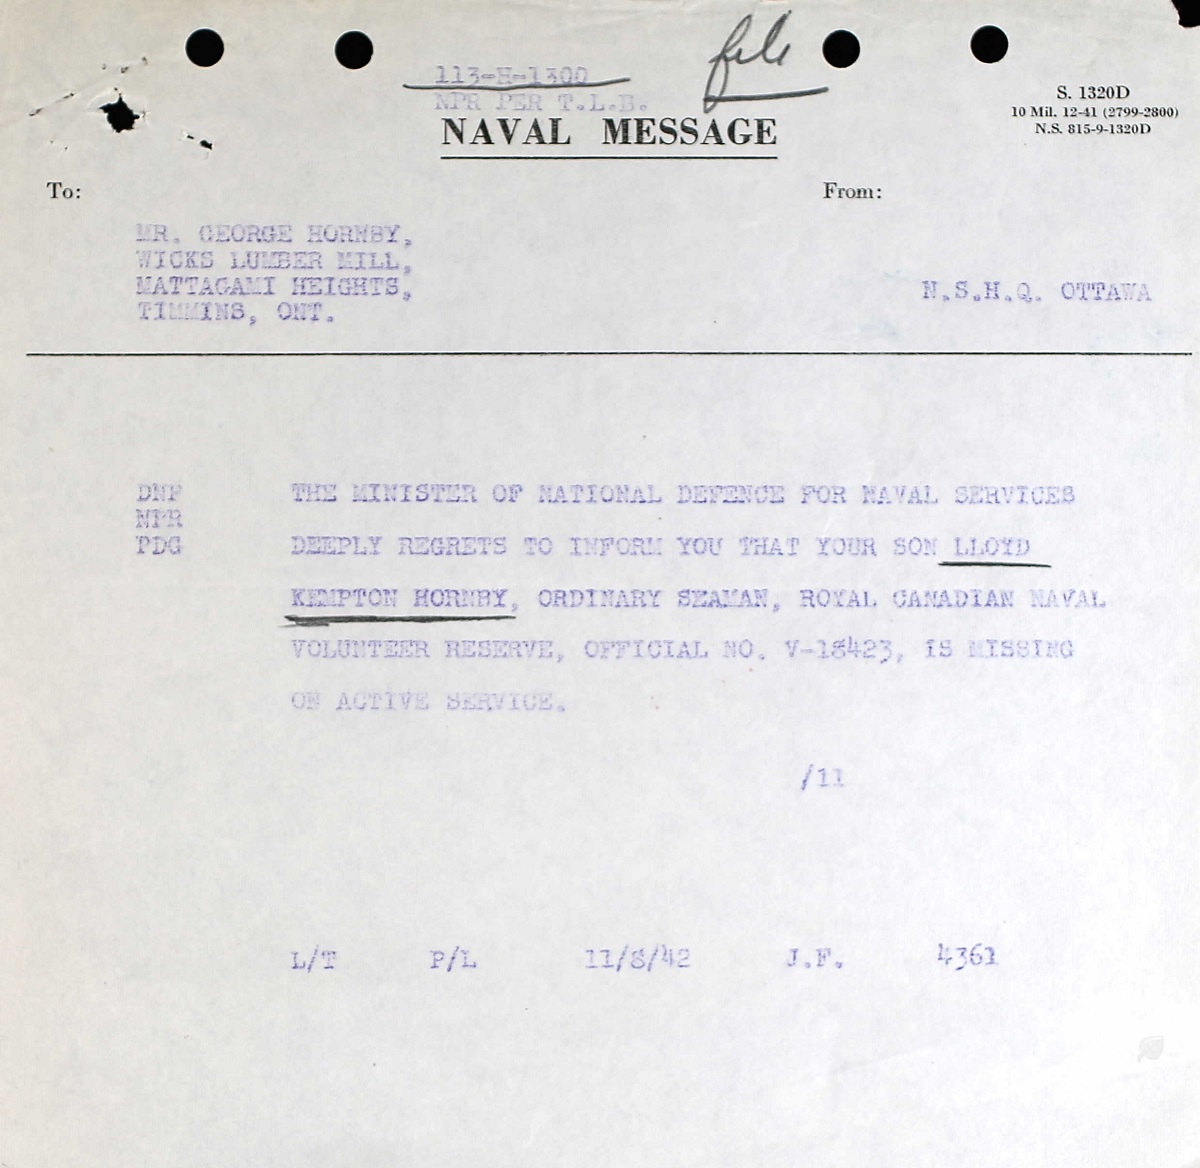 file
113-H-1300
NPR PER T.L.B.
NAVAL MESSAGE
S. 1320D
10 Mil. 12-41 (2799-2800)
N.S. 815-9-1320D
To:
From:
MR. GEORGE HORNBY,
WICKS LUMBER MILL,
MATTAGAMI HEIGHTS,
TIMMINS, ONT.
N.S.H.Q. OTTAWA
DNF THE MINISTER OF NATIONAL DEFENCE FOR NAVAL SERVICES
NPR
PDG DEEPLY REGRETS TO INFORM YOU THAT YOUR SON LLOYD
KEMPTON HORNBY, ORDINARY SEAMAN, ROYAL CANADIAN NAVAL
VOLUNTEER RESERVE, OFFICIAL NO. V-18423, IS MISSING
ON ACTIVE SERVICE.
/11
L/T P/L 11/8/42 J.F. 4361